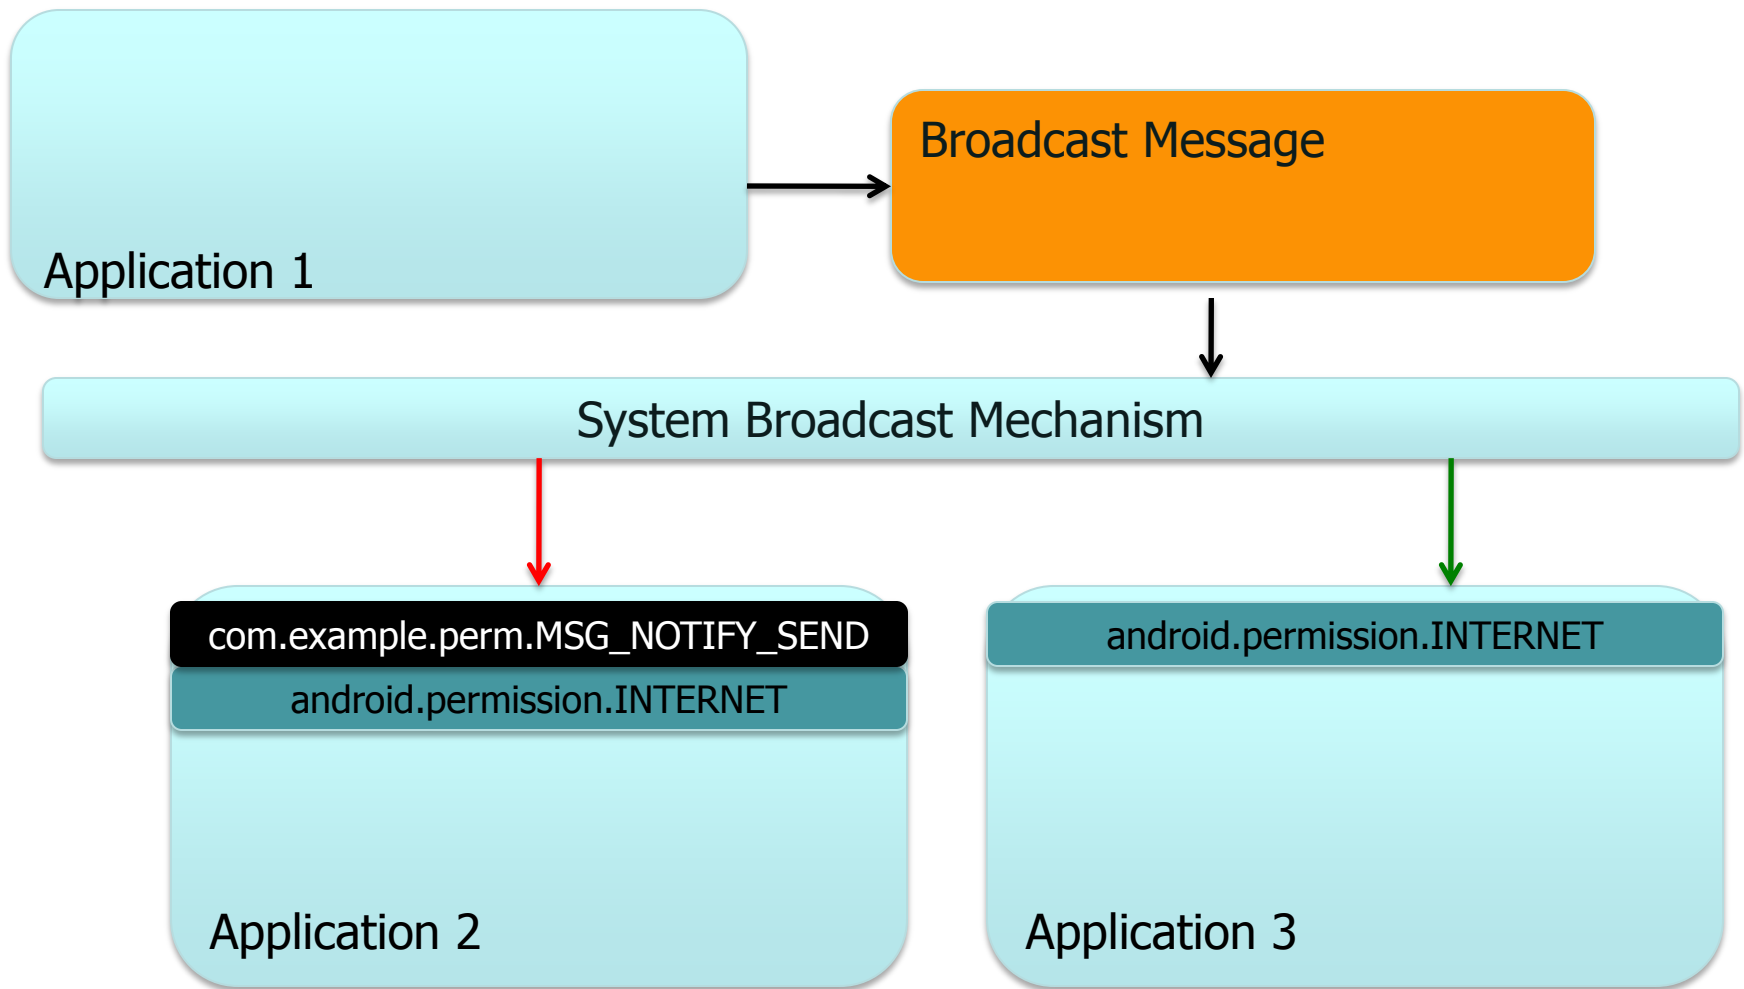 Application 1
Broadcast Message
System Broadcast Mechanism
com.example.perm.MSG_NOTIFY_SEND
android.permission.INTERNET
Application 2
android.permission.INTERNET
Application 3